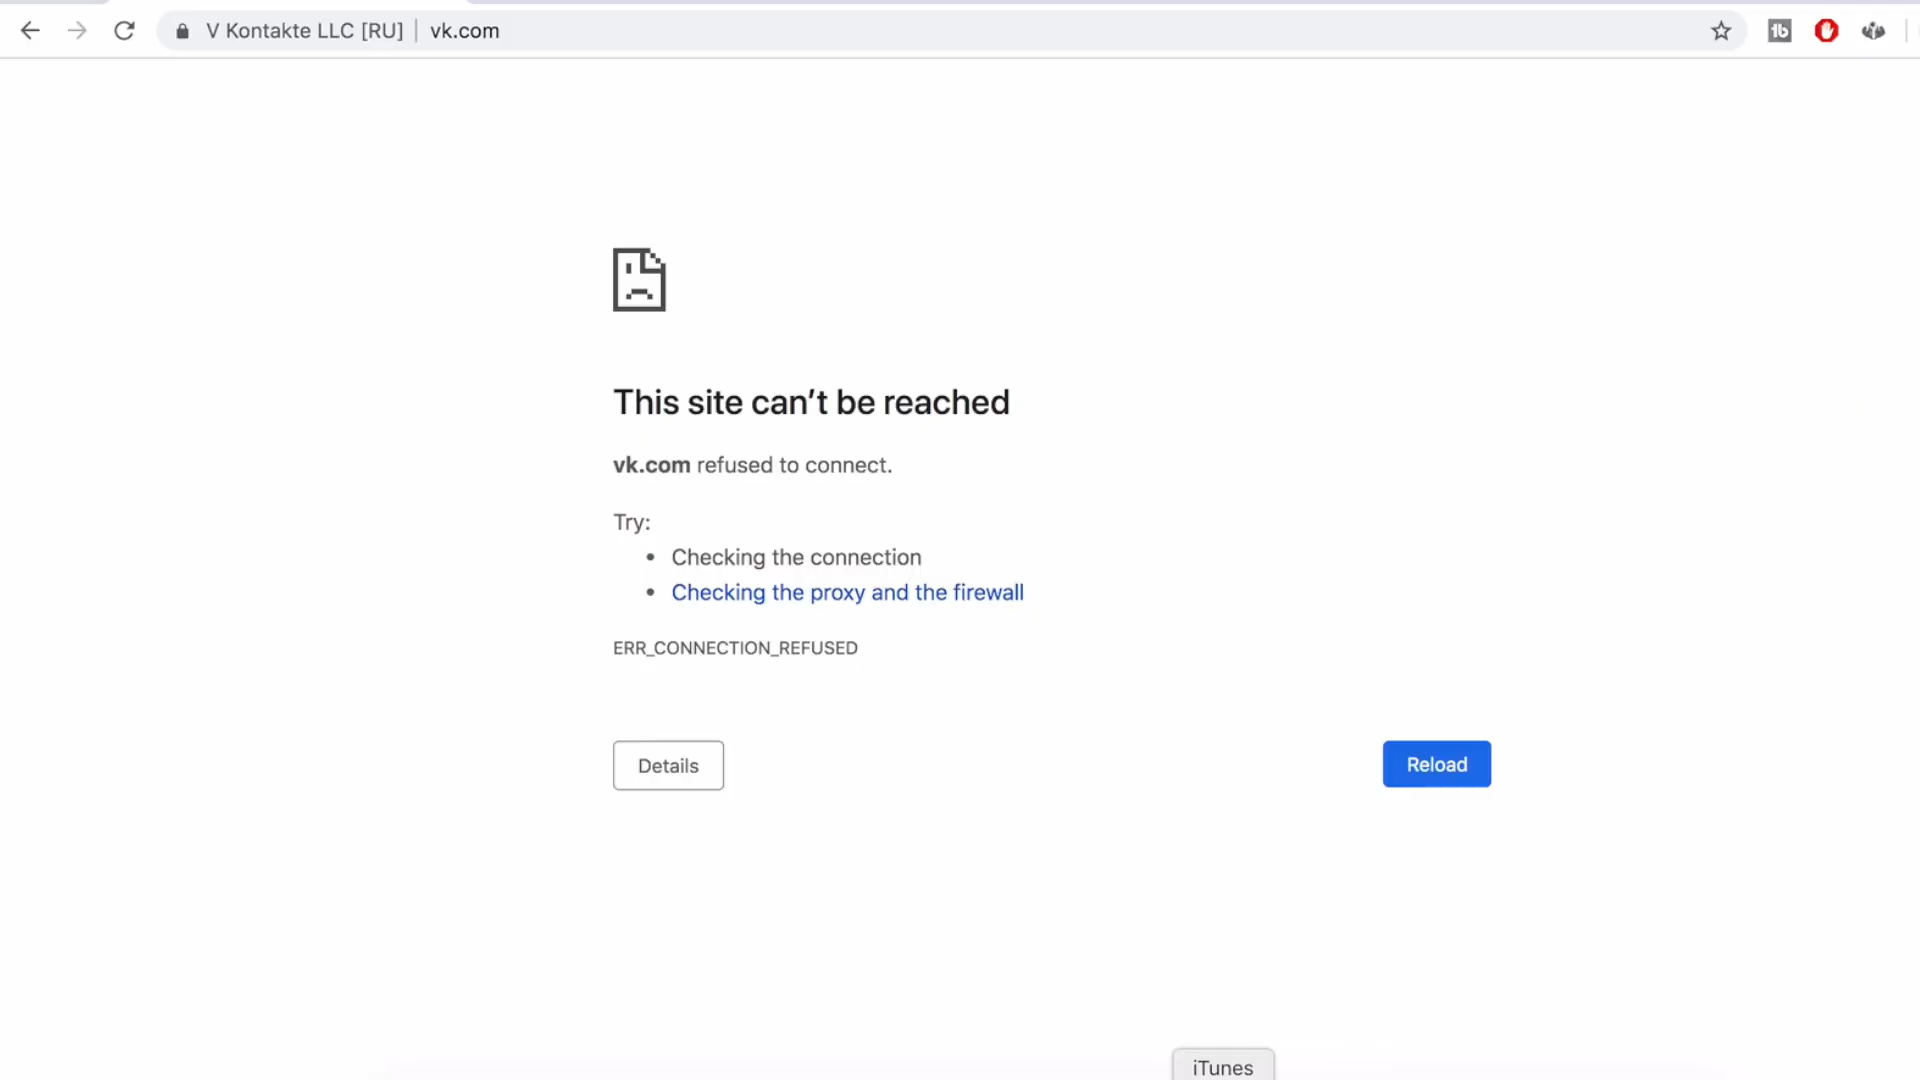 V Kontakte LLC [RU] | vk.com
This site can’t be reached
vk.com refused to connect.
Try:
• Checking the connection
• Checking the proxy and the firewall
ERR_CONNECTION_REFUSED
Details
Reload
iTunes